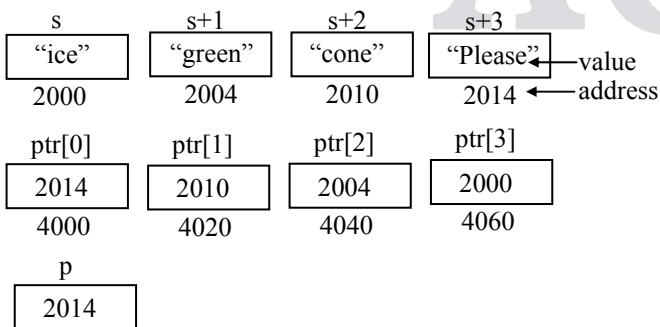 s s+1 s+2 s+3
“ice” “green” “cone” “Please” value
2000 2004 2010 2014 address
ptr[0] ptr[1] ptr[2] ptr[3]
2014 2010 2004 2000
4000 4020 4040 4060
p
2014